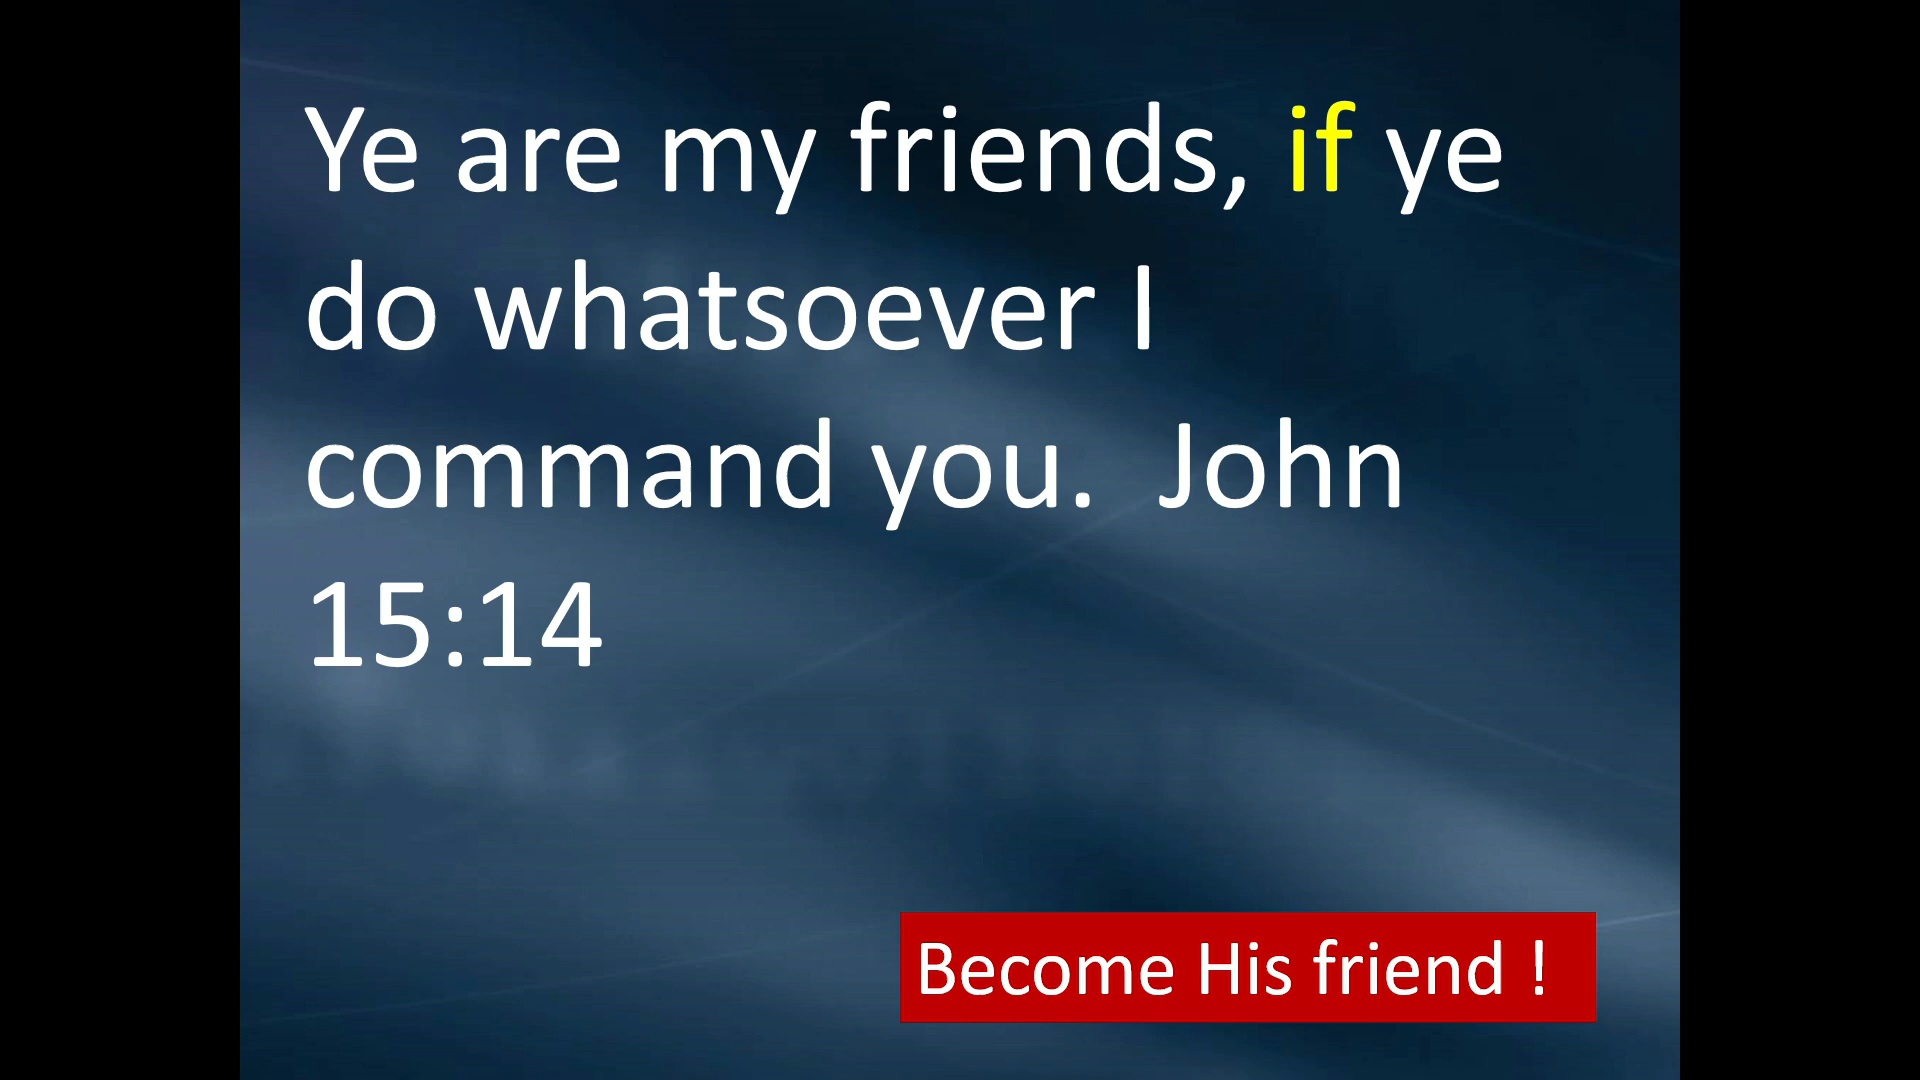 Ye are my friends, if ye
do whatsoever I
command you.  John
15:14
Become His friend !